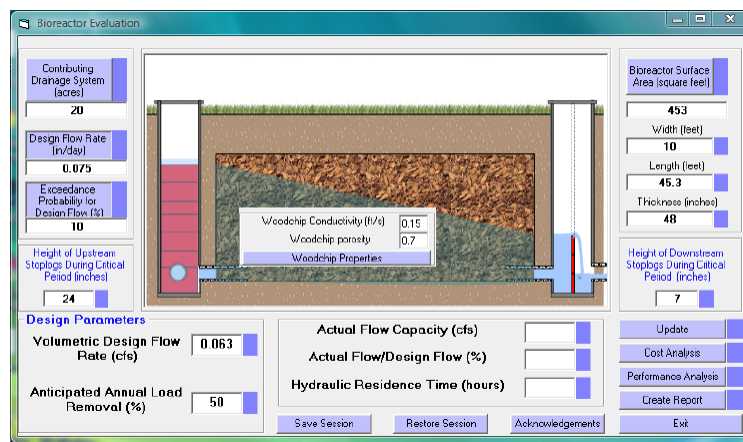 Bioreactor Evaluation
Contributing
Drainage System
(acres)
20
Design Flow Rate
(in/day)
0.075
Exceedance
Probability for
Design Flow (%)
10
Height of Upstream
Stoplogs During Critical
Period (inches)
24
Woodchip Conductivity (ft/s)
0.15
Woodchip porosity
0.7
Woodchip Properties
Bioreactor Surface
Area (square feet)
453
Width (feet)
10
Length (feet)
45.3
Thickness (inches)
48
Height of Downstream
Stoplogs During Critical
Period (inches)
7
Design Parameters
Volumetric Design Flow
Rate (cfs)
0.063
Anticipated Annual Load
Removal (%)
50
Actual Flow Capacity (cfs)
Actual Flow/Design Flow (%)
Hydraulic Residence Time (hours)
Save Session
Restore Session
Acknowledgements
Update
Cost Analysis
Performance Analysis
Create Report
Exit